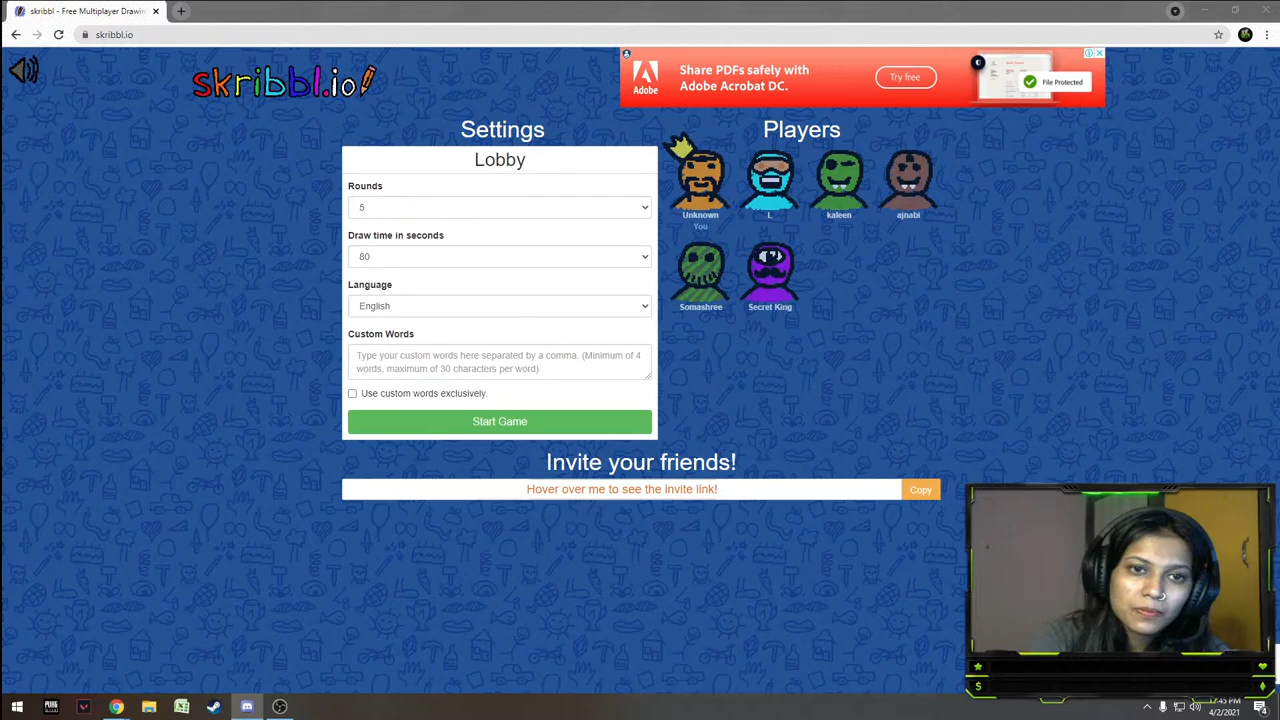 skribbl - Free Multiplayer Drawin
skribbl.io
skribbl.io
Adobe
Share PDFs safely with
Adobe Acrobat DC.
Try free
File Protected
Settings
Players
Lobby
Rounds
5
Draw time in seconds
80
Language
English
Custom Words
Type your custom words here separated by a comma. (Minimum of 4
words, maximum of 30 characters per word)
Use custom words exclusively.
Start Game
Unknown
You
L
kaleen
ajnabi
Somashree
Secret King
Invite your friends!
Hover over me to see the invite link!
Copy
$
PUBG
4/2/2021
4